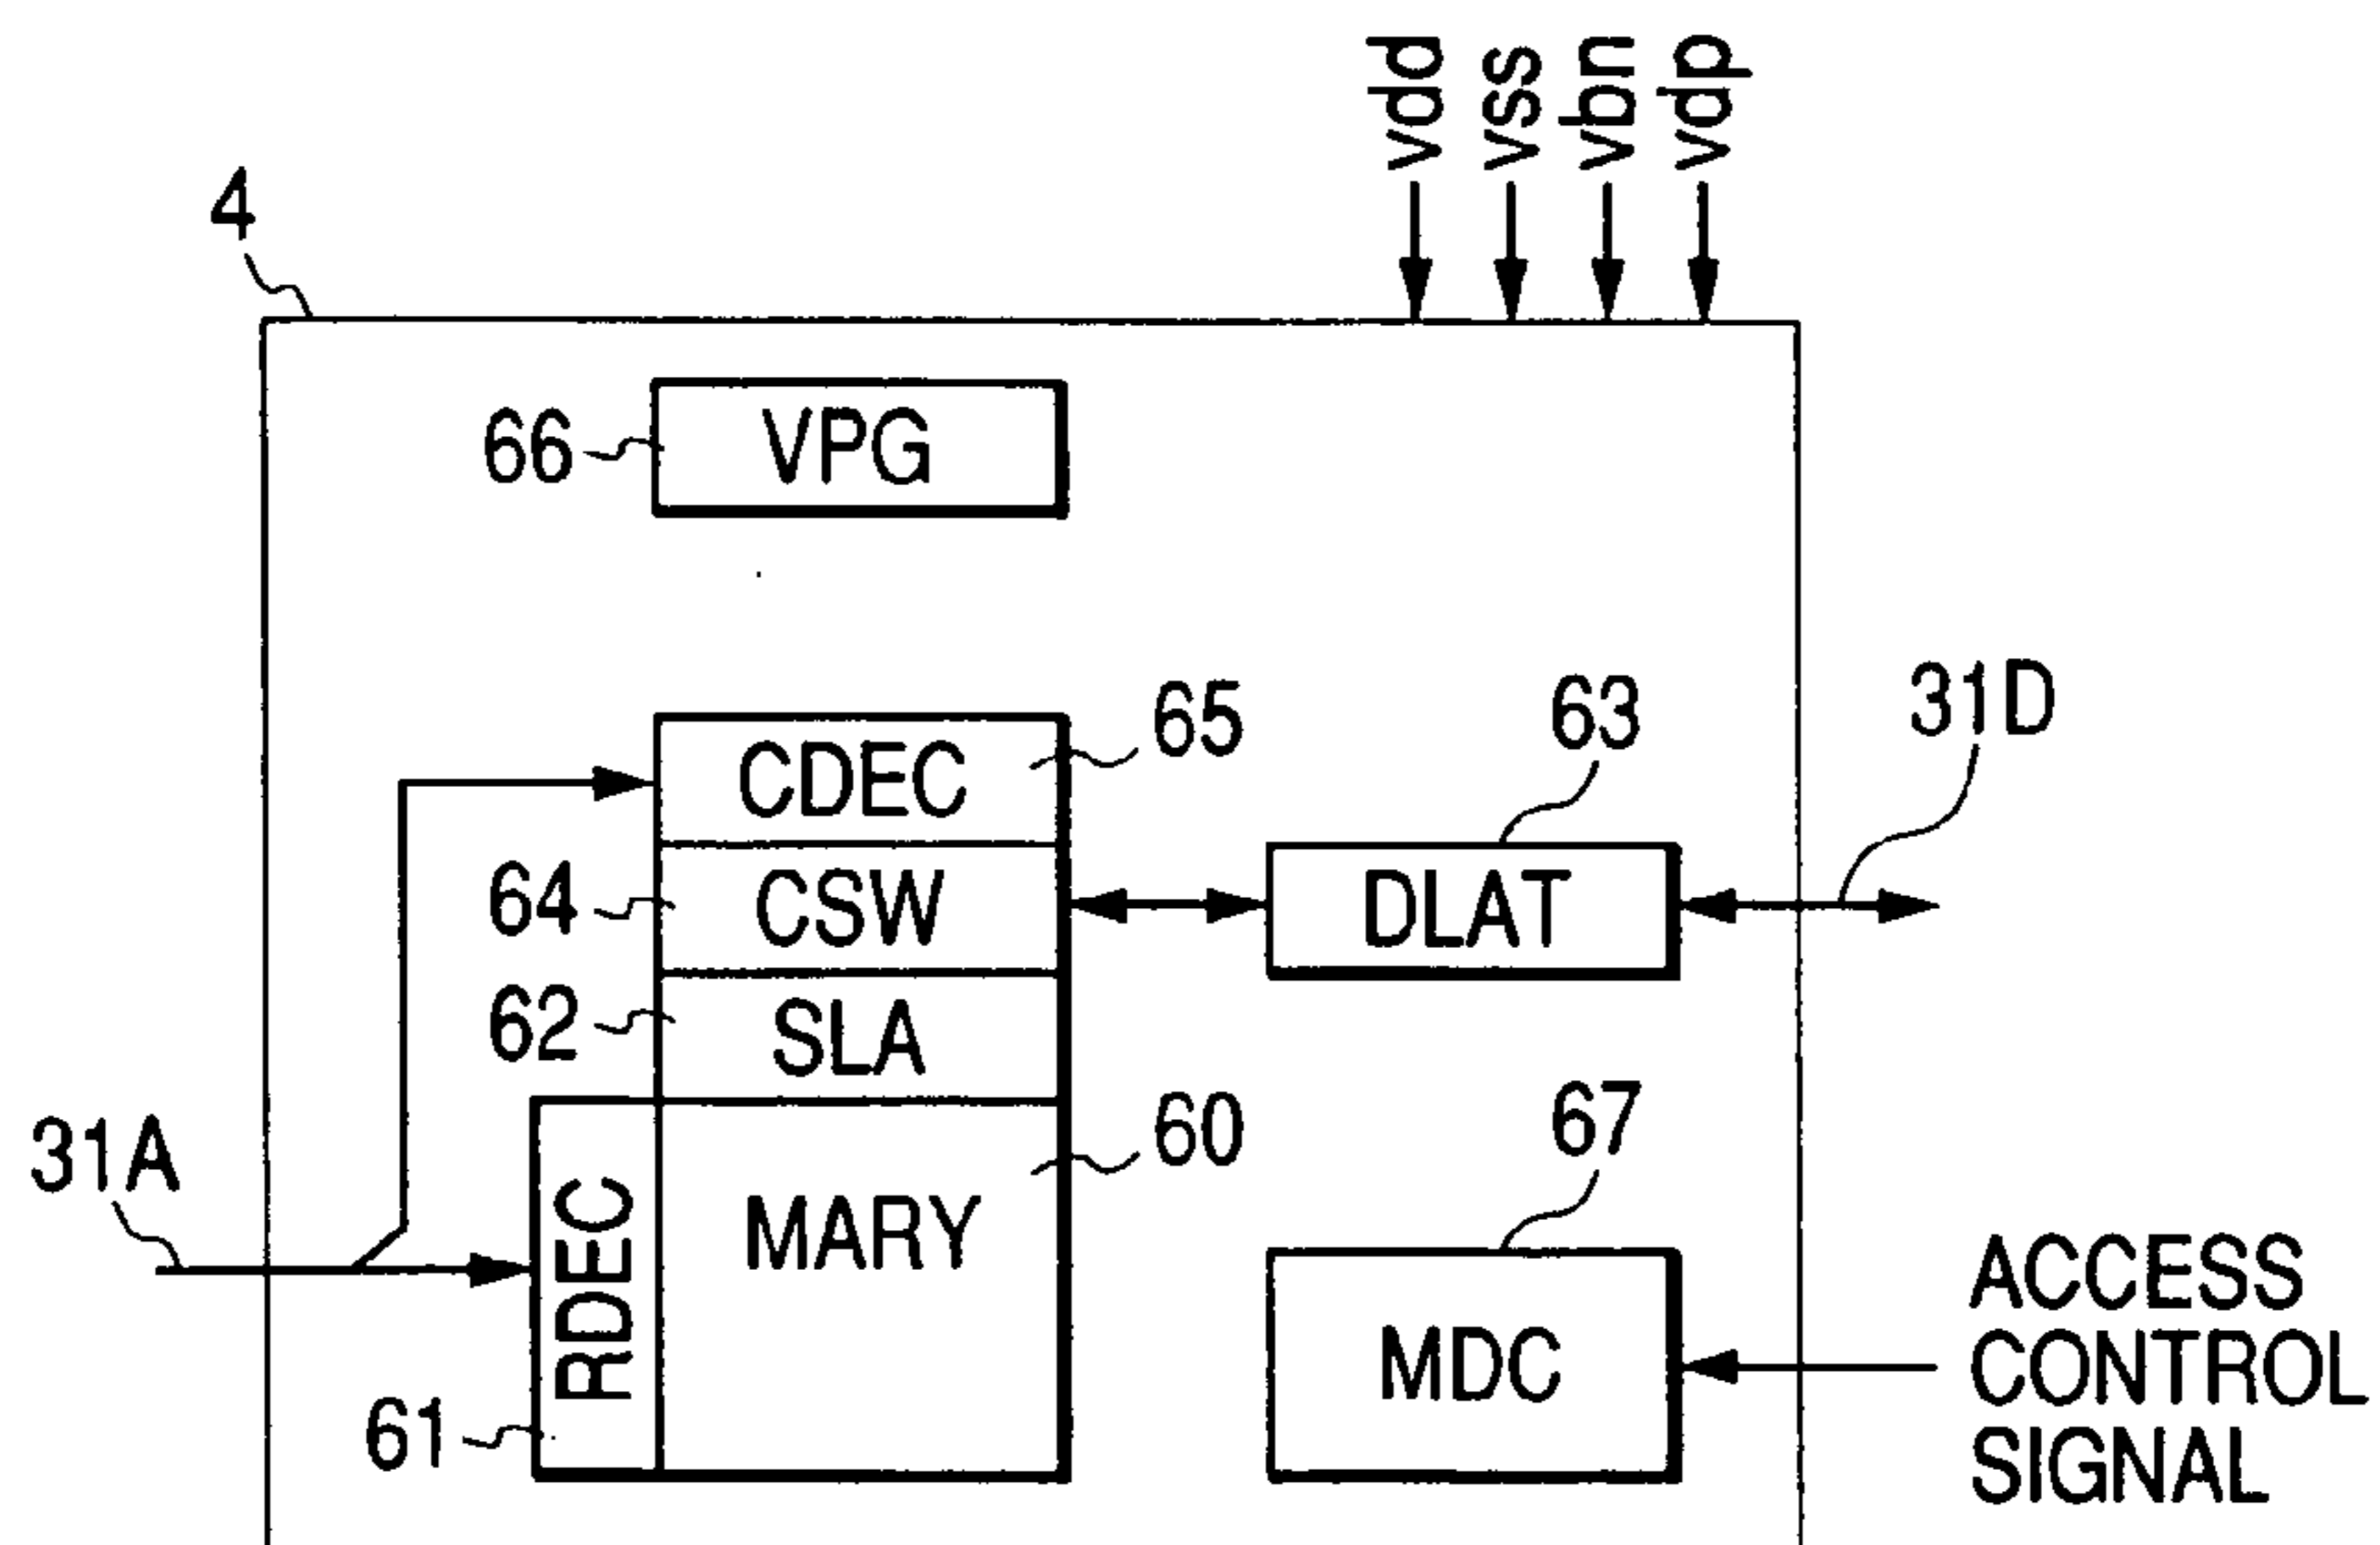 vdd
vss
vbn
vdp
4
66
VPG
65
63
31D
CDEC
64
CSW
DLAT
62
SLA
31A
60
67
RDEC
MARY
ACCESS
CONTROL
SIGNAL
MDC
61